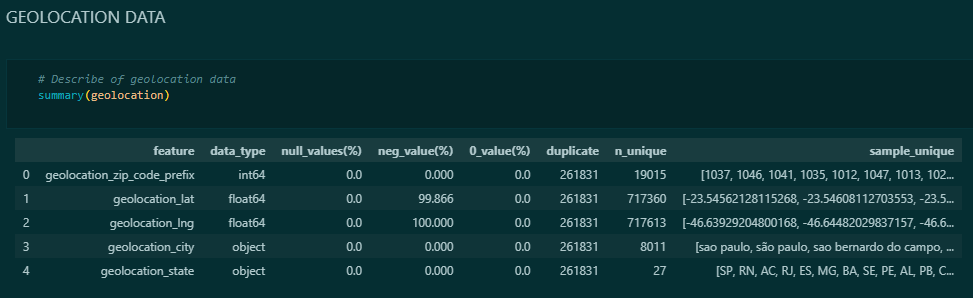 GEOLOCATION DATA
# Describe of geolocation data
summary(geolocation)
feature data_type null_values(%) neg_value(%) 0_value(%) duplicate n_unique sample_unique
0 geolocation_zip_code_prefix int64 0.0 0.000 0.0 261831 19015 [1037, 1046, 1041, 1035, 1012, 1047, 1013, 102...
1 geolocation_lat float64 0.0 99.866 0.0 261831 717360 [-23.54562128115268, -23.54608112703553, -23.5...
2 geolocation_lng float64 0.0 100.000 0.0 261831 717613 [-46.63929204800168, -46.64482029837157, -46.6...
3 geolocation_city object 0.0 0.000 0.0 261831 8011 [sao paulo, são paulo, sao bernardo do campo, ...
4 geolocation_state object 0.0 0.000 0.0 261831 27 [SP, RN, AC, RJ, ES, MG, BA, SE, PE, AL, PB, C...